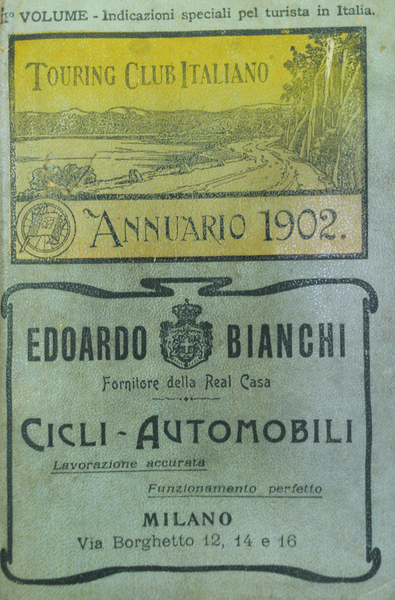 Iº VOLUME - Indicazioni speciali pel turista in Italia.
TOURING CLUB ITALIANO
ANNUARIO 1902.
EDOARDO BIANCHI
Fornitore della Real Casa
CICLI - AUTOMOBILI
Lavorazione accurata
Funzionamento perfetto
MILANO
Via Borghetto 12, 14 e 16